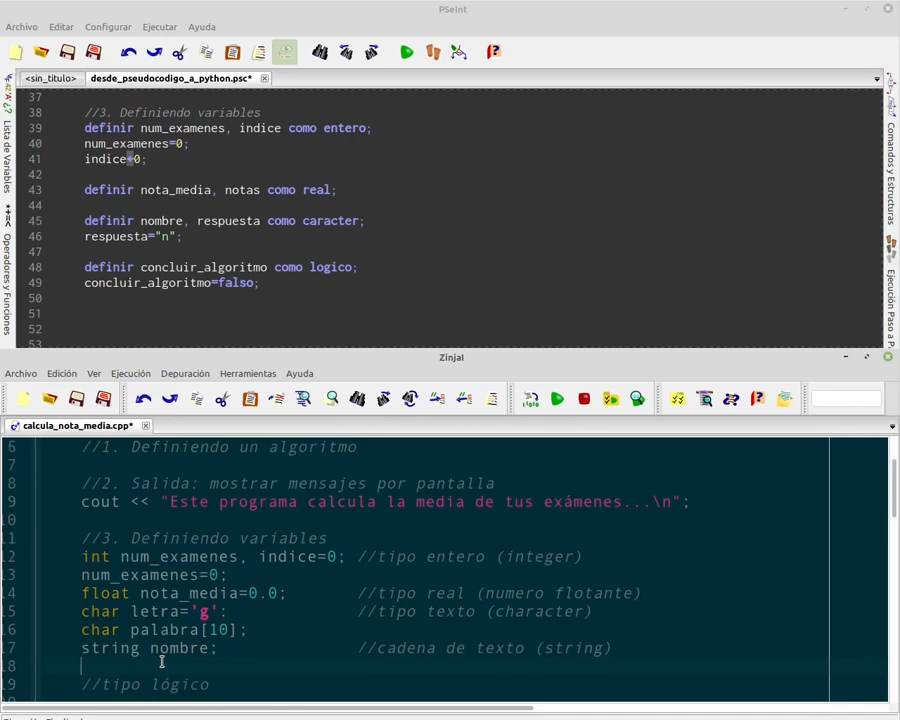 PSeInt
Archivo Editar Configurar Ejecutar Ayuda
<sin_titulo> desde_pseudocodigo_a_python.psc*
Lista de Variables
Operadores y Funciones
Comandos y Estructuras
Ejecución Paso a P
37
38 //3. Definiendo variables
39 definir num_examenes, indice como entero;
40 num_examenes=0;
41 indice=0;
42
43 definir nota_media, notas como real;
44
45 definir nombre, respuesta como caracter;
46 respuesta="n";
47
48 definir concluir_algoritmo como logico;
49 concluir_algoritmo=falso;
50
51
52
53
ZinjaI
Archivo Edición Ver Ejecución Depuración Herramientas Ayuda
calcula_nota_media.cpp*
6 //1. Definiendo un algoritmo
7
8 //2. Salida: mostrar mensajes por pantalla
9 cout << "Este programa calcula la media de tus exámenes...\n";
10
11 //3. Definiendo variables
12 int num_examenes, indice=0; //tipo entero (integer)
13 num_examenes=0;
14 float nota_media=0.0; //tipo real (numero flotante)
15 char letra='g': //tipo texto (character)
16 char palabra[10];
17 string nombre; //cadena de texto (string)
18
19 //tipo lógico